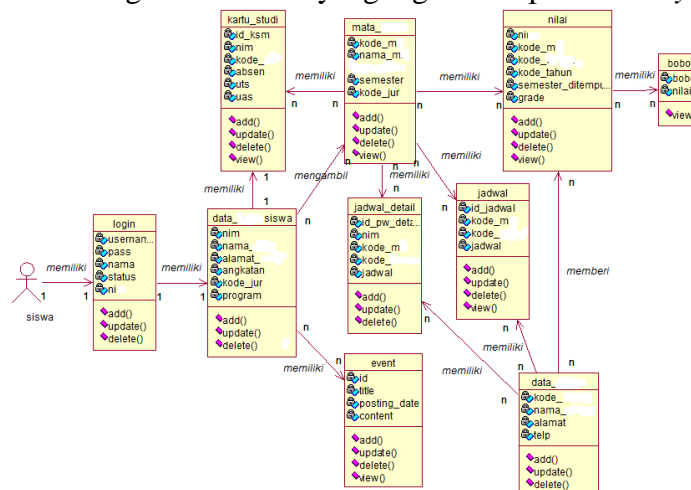 kartu_studi
id_ksm
nim
kode_
absen
uts
uas
add()
update()
delete()
view()
mata_
kode_m
nama_m.
semester
kode_jur
add()
update()
delete()
view()
nilai
kode_m
kode_
kode_tahun
semester_ditempu...
grade
add()
update()
delete()
view()
bobo
bobo
nilai
view
memiliki
n
n
memiliki
n
n
memiliki
n
n
memiliki
1
1
mengambil
n
n
memiliki
n
n
memiliki
n
n
jadwal_detail
id_pw_deta...
nim
kode_m
kode_
jadwal
add()
update()
delete()
jadwal
id_jadwal
kode_m
kode_
jadwal
add()
update()
delete()
view()
login
usernan...
pass
nama
status
ni
add()
update()
delete()
data_ siswa
nim
nama_
alamat_
angkatan
kode_jur
program
add()
update()
delete()
siswa
memiliki
1
1
memiliki
1
1
memiliki
n
n
event
id
title
posting_date
content
add()
update()
delete()
view()
memiliki
n
n
memiliki
n
n
memberi
n
n
data_
kode_
nama_
alamat
telp
add()
update()
delete()